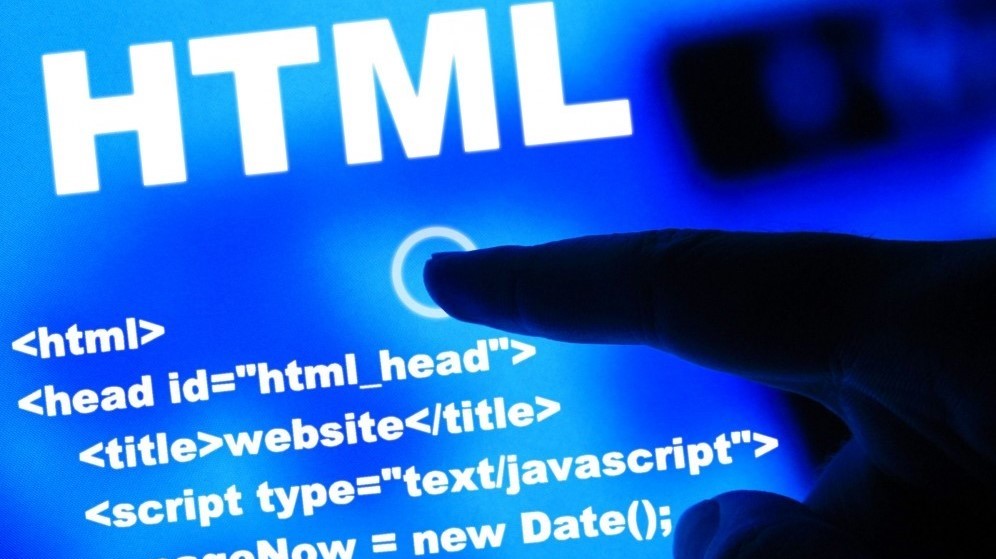 HTML
<html>
<head id="html_head">
<title>website</title>
<script type="text/javascript">
= new Date();